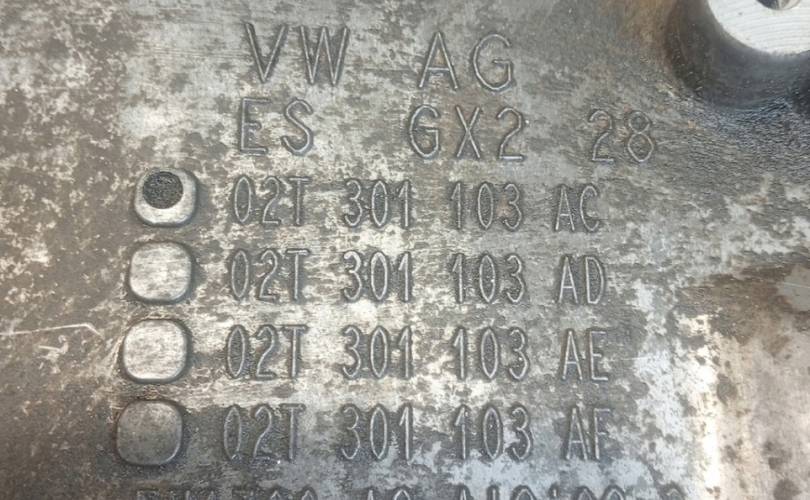 VW AG
ES GX2 28
02T 301 103 AC
02T 301 103 AD
02T 301 103 AE
02T 301 103 AF